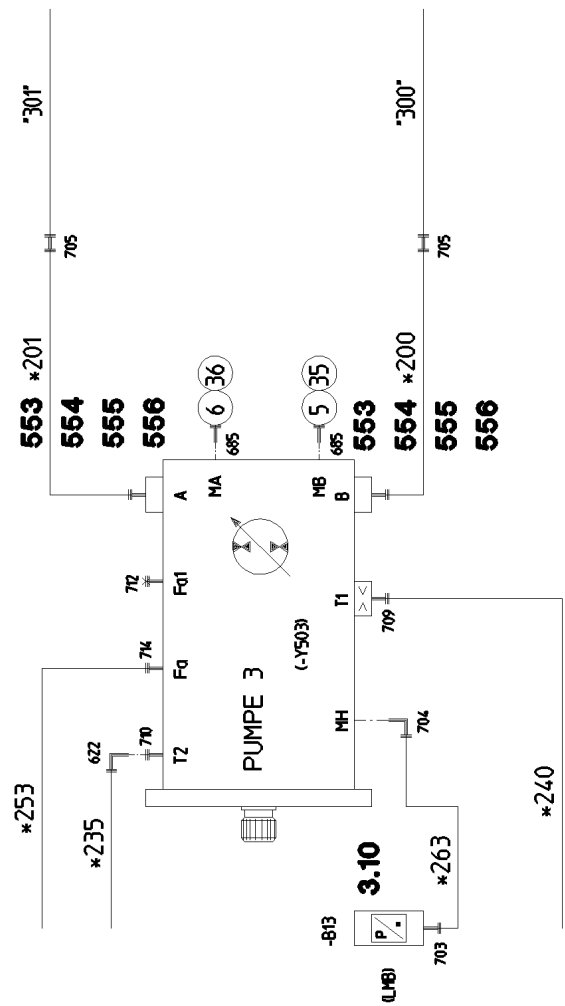 "301"
705
*201
553
554
555
556
36
6
685
MA
A
"300"
705
*200
553
554
555
556
35
5
685
MB
B
712
Fa1
714
Fa
710
T2
622
PUMPE 3
(-Y503)
T1
709
MH
704
*253
*235
*240
*263
3.10
-B13
P
(LMB)
703